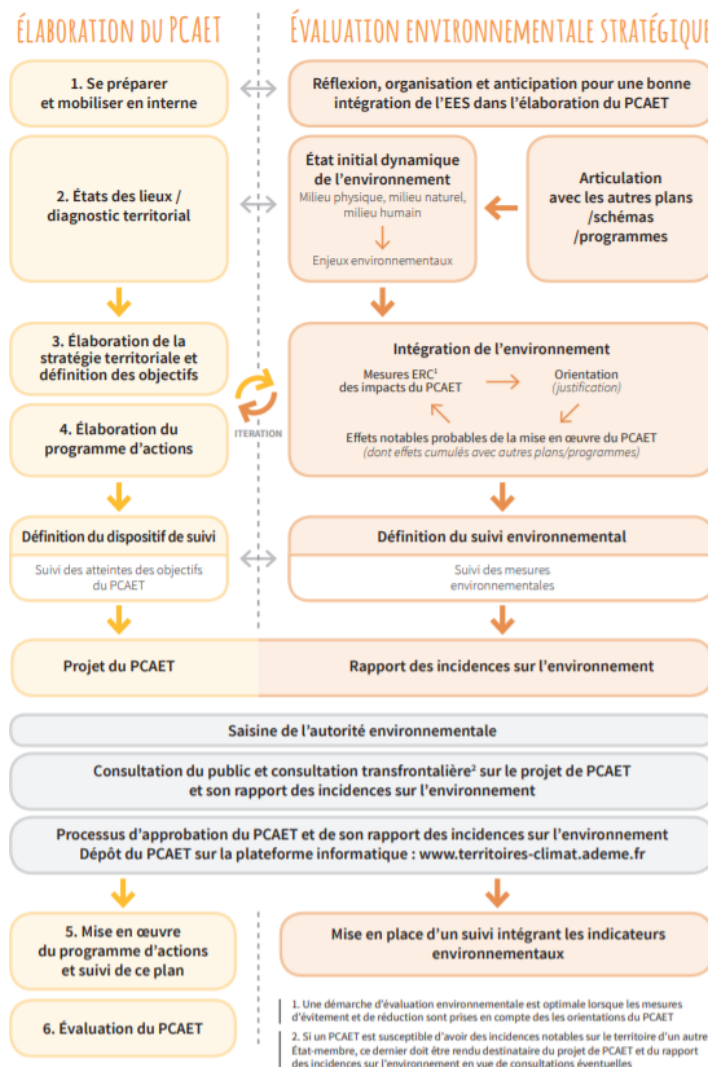 ÉLABORATION DU PCAET
ÉVALUATION ENVIRONNEMENTALE STRATÉGIQUE
1. Se préparer
et mobiliser en interne
Réflexion, organisation et anticipation pour une bonne
intégration de l’EES dans l’élaboration du PCAET
2. États des lieux /
diagnostic territorial
État initial dynamique
de l’environnement
Milieu physique, milieu naturel,
milieu humain
Enjeux environnementaux
Articulation
avec les autres plans
/schémas
/programmes
3. Élaboration de la
stratégie territoriale et
définition des objectifs
4. Élaboration du
programme d’actions
ITERATION
Intégration de l’environnement
Mesures ERC¹
des impacts du PCAET
Orientation
(justification)
Effets notables probables de la mise en œuvre du PCAET
(dont effets cumulés avec autres plans/programmes)
Définition du dispositif de suivi
Suivi des atteintes des objectifs
du PCAET
Définition du suivi environnemental
Suivi des mesures
environnementales
Projet du PCAET
Rapport des incidences sur l’environnement
Saisine de l’autorité environnementale
Consultation du public et consultation transfrontalière² sur le projet de PCAET
et son rapport des incidences sur l’environnement
Processus d’approbation du PCAET et de son rapport des incidences sur l’environnement
Dépôt du PCAET sur la plateforme informatique : www.territoires-climat.ademe.fr
5. Mise en œuvre
du programme d’actions
et suivi de ce plan
Mise en place d’un suivi intégrant les indicateurs
environnementaux
6. Évaluation du PCAET
1. Une démarche d’évaluation environnementale est optimale lorsque les mesures
d’évitement et de réduction sont prises en compte des les orientations du PCAET
2. Si un PCAET est susceptible d’avoir des incidences notables sur le territoire d’un autre
État-membre, ce dernier doit être rendu destinataire du projet de PCAET et du rapport
des incidences sur l’environnement en vue de consultations éventuelles